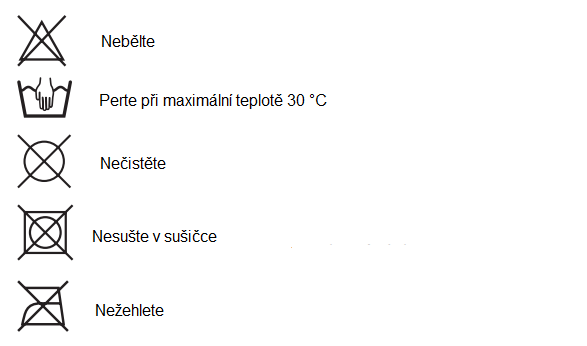 Nebělte
Perte při maximální teplotě 30 °C
Nečistěte
Nesušte v sušičce
Nežehlete